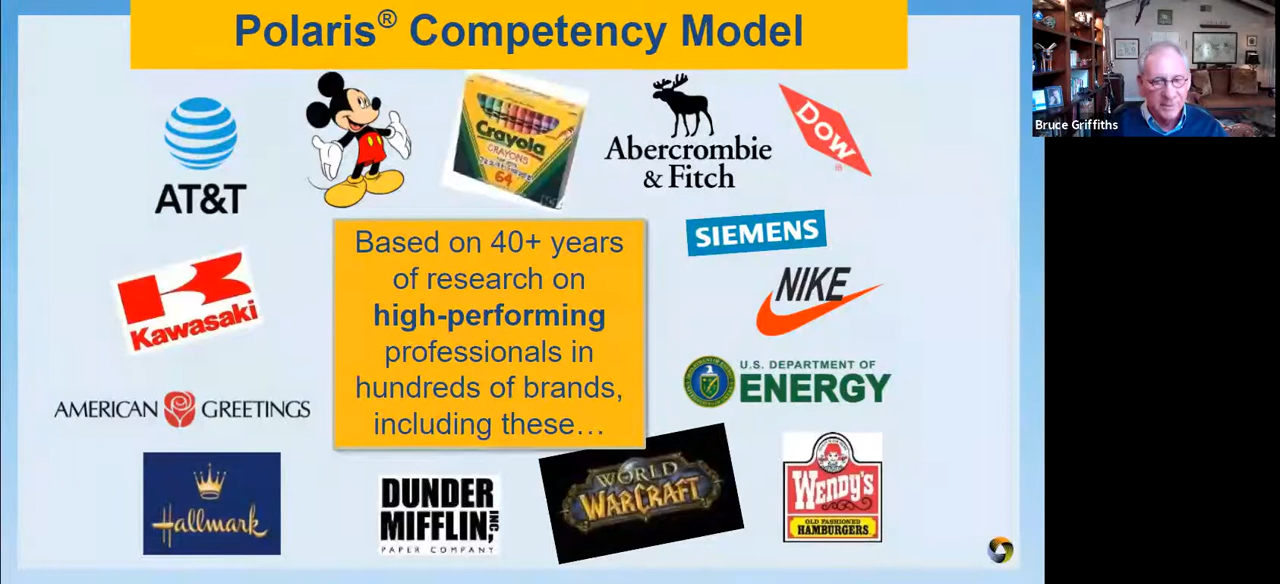 Polaris® Competency Model
AT&T
Crayola
CRAYONS
64
Abercrombie
& Fitch
DOW
Bruce Griffiths
Based on 40+ years
of research on
high-performing
professionals in
hundreds of brands,
including these…
SIEMENS
NIKE
Kawasaki
U.S. DEPARTMENT OF
ENERGY
AMERICAN GREETINGS
Hallmark
DUNDER
MIFFLIN, INC
PAPER COMPANY
WORLD
WARCRAFT
WENDY'S
OLD FASHIONED
HAMBURGERS